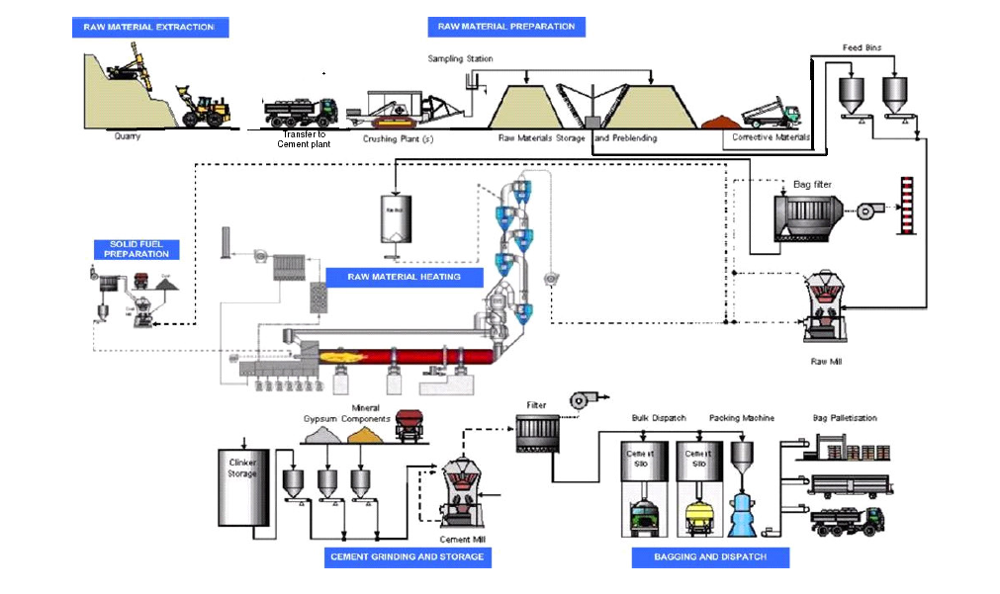 RAW MATERIAL EXTRACTION
RAW MATERIAL PREPARATION
Feed Bins
Sampling Station
Quarry
Transfer to
Cement plant
Crushing Plant (s)
Raw Materials Storage and Preblending
Corrective Materials
Bag filter
SOLID FUEL
PREPARATION
RAW MATERIAL HEATING
Raw Mill
Mineral
Gypsum Components
Filter
Bulk Dispatch
Packing Machine
Bag Palletisation
Clinker
Storage
Cement
Silo
Cement
Silo
Cement Mill
CEMENT GRINDING AND STORAGE
BAGGING AND DISPATCH